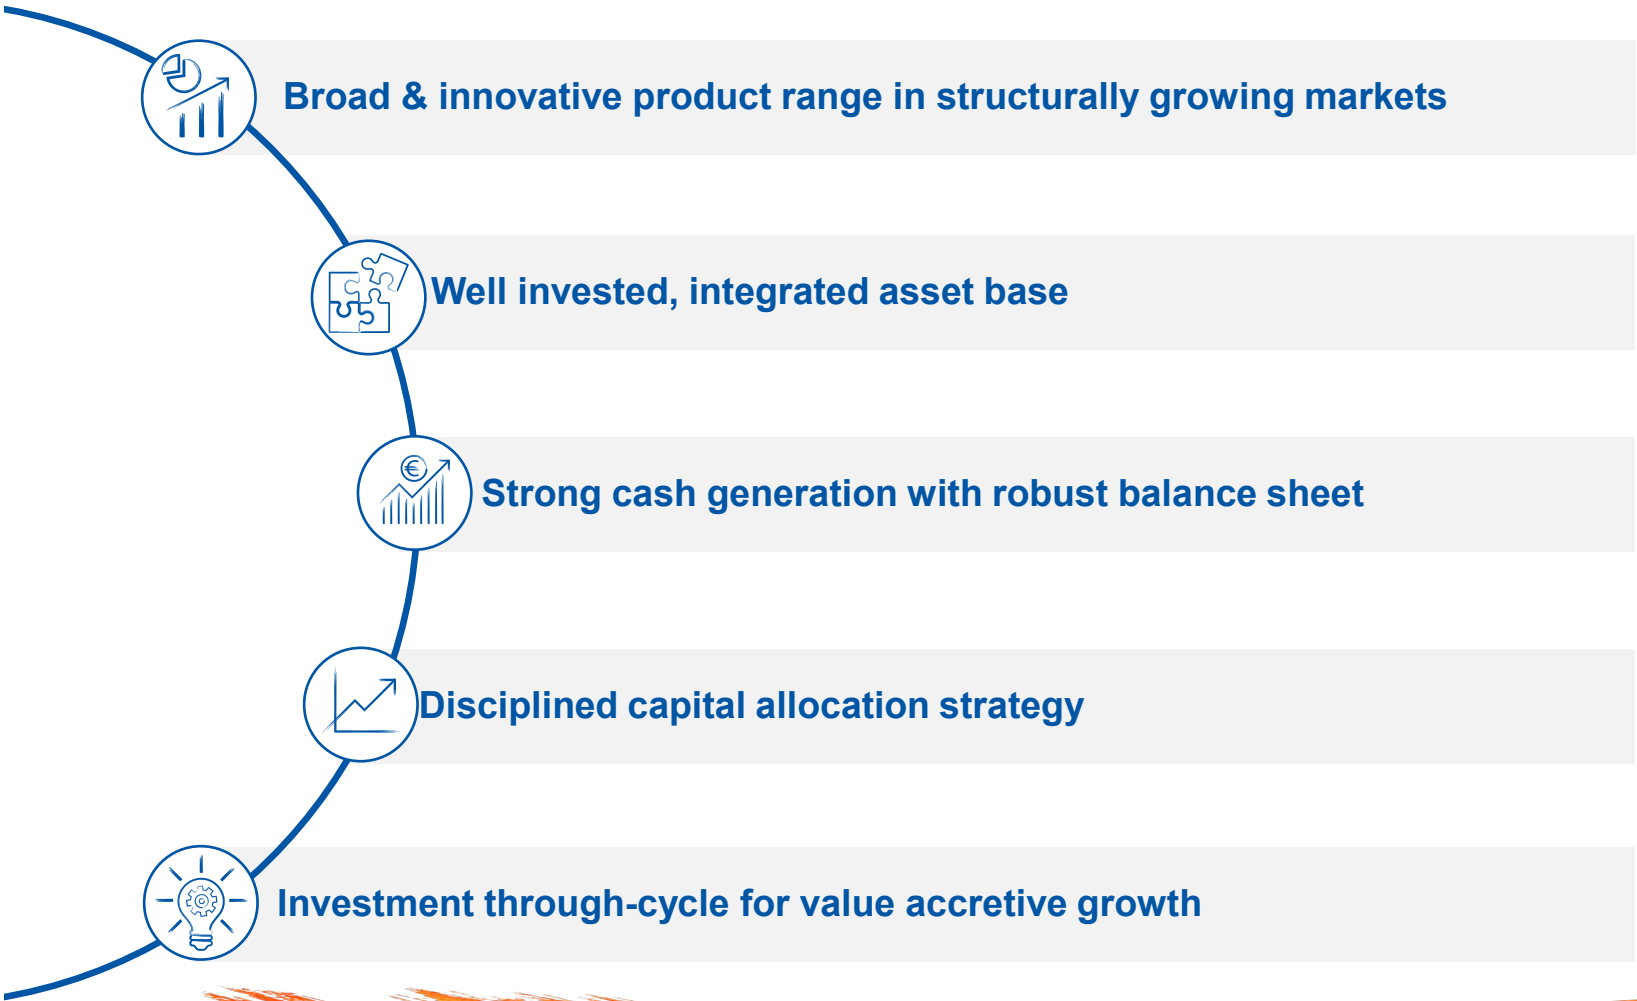 Broad & innovative product range in structurally growing markets
Well invested, integrated asset base
€
Strong cash generation with robust balance sheet
Disciplined capital allocation strategy
Investment through-cycle for value accretive growth